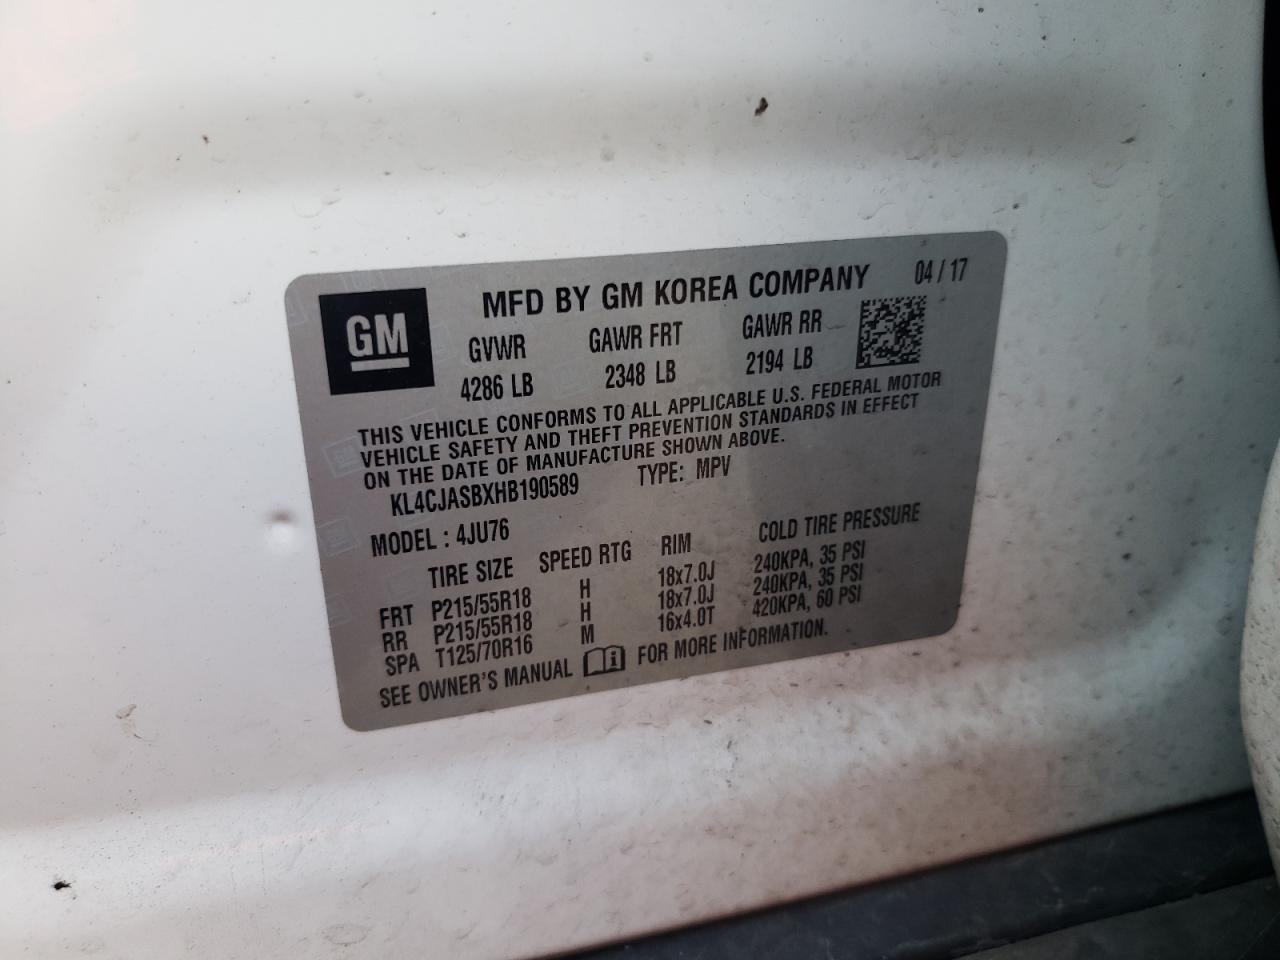 MFD BY GM KOREA COMPANY 04 / 17
GM
GVWR GAWR FRT GAWR RR
4286 LB 2348 LB 2194 LB
THIS VEHICLE CONFORMS TO ALL APPLICABLE U.S. FEDERAL MOTOR
VEHICLE SAFETY AND THEFT PREVENTION STANDARDS IN EFFECT
ON THE DATE OF MANUFACTURE SHOWN ABOVE.
KL4CJASBXHB190589 TYPE: MPV
MODEL : 4JU76
TIRE SIZE SPEED RTG RIM COLD TIRE PRESSURE
FRT P215/55R18 H 18x7.0J 240KPA, 35 PSI
RR P215/55R18 H 18x7.0J 240KPA, 35 PSI
SPA T125/70R16 M 16x4.0T 420KPA, 60 PSI
SEE OWNER'S MANUAL FOR MORE INFORMATION.